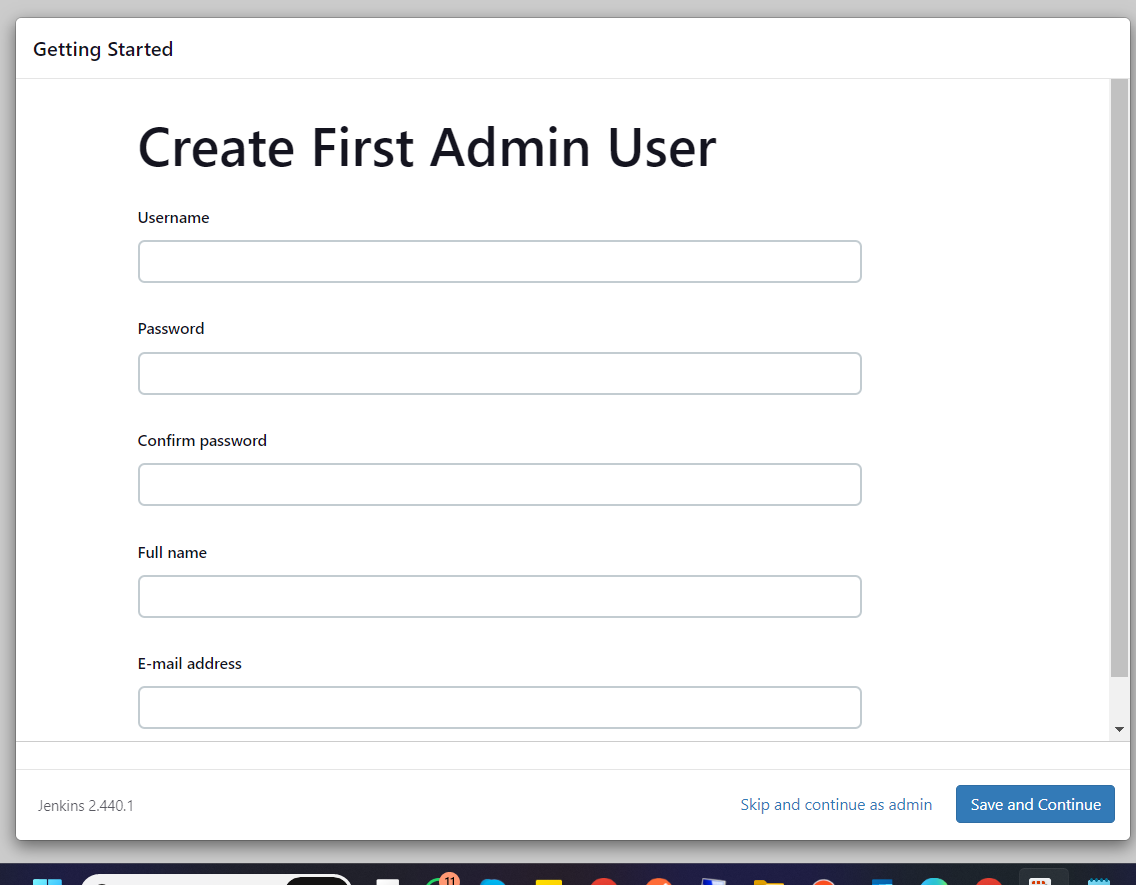 Getting Started
Create First Admin User
Username
Password
Confirm password
Full name
E-mail address
Jenkins 2.440.1
Skip and continue as admin
Save and Continue
11